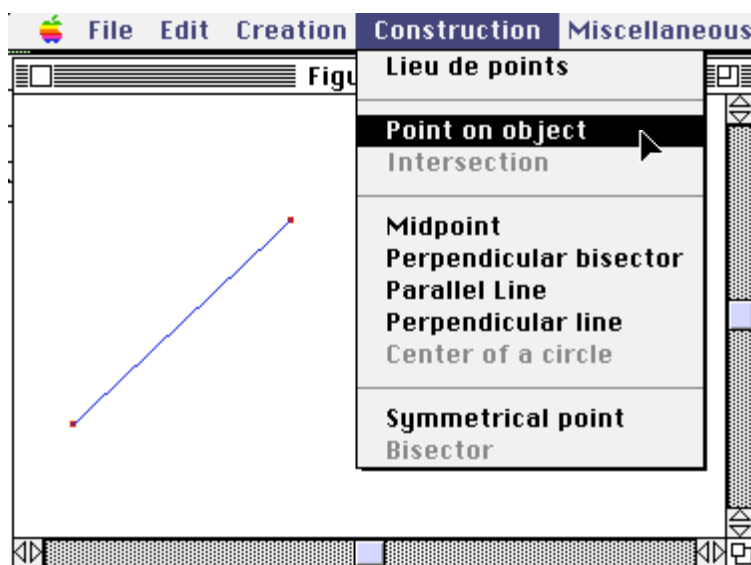 File Edit Creation Construction Miscellaneous
Figu
Lieu de points
Point on object
Intersection
Midpoint
Perpendicular bisector
Parallel Line
Perpendicular line
Center of a circle
Symmetrical point
Bisector